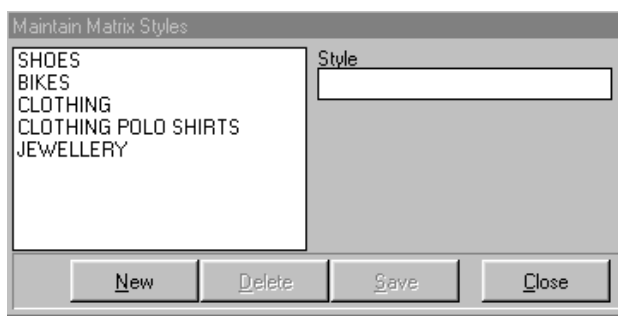 Maintain Matrix Styles
SHOES
BIKES
CLOTHING
CLOTHING POLO SHIRTS
JEWELLERY
Style
New
Delete
Save
Close